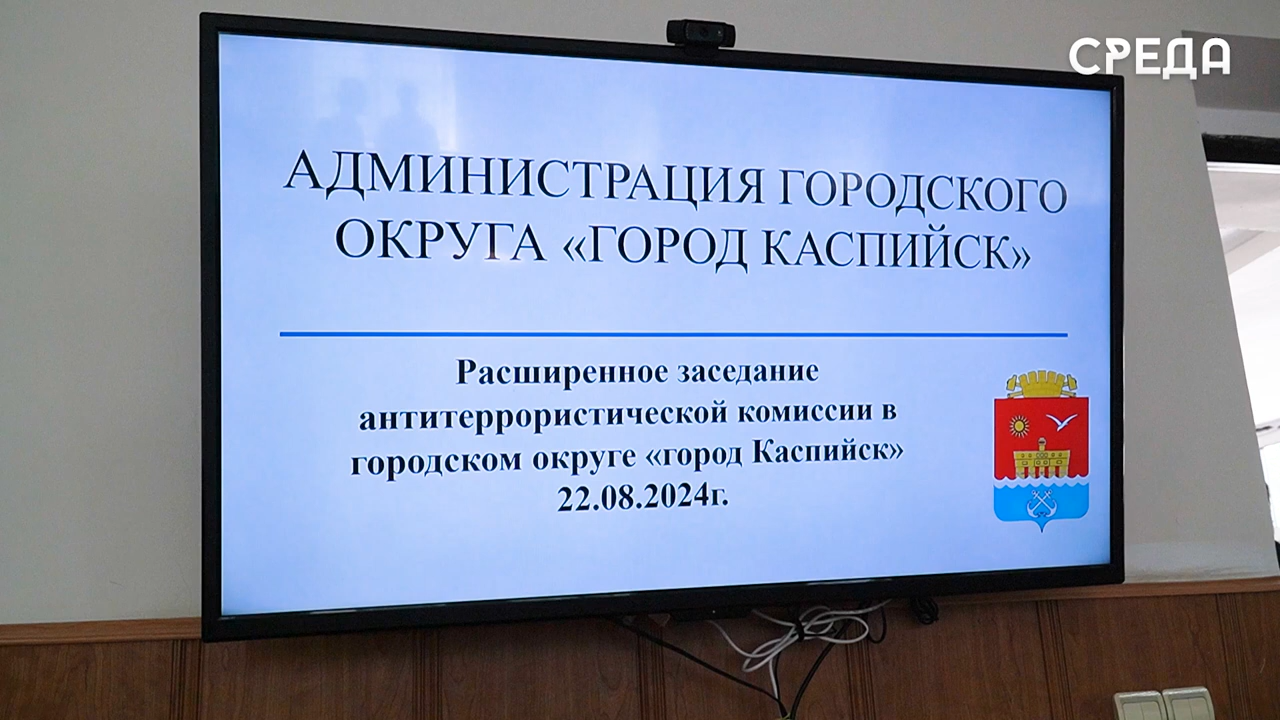 СРЕДА
АДМИНИСТРАЦИЯ ГОРОДСКОГО
ОКРУГА «ГОРОД КАСПИЙСК»
Расширенное заседание
антитеррористической комиссии в
городском округе «город Каспийск»
22.08.2024г.